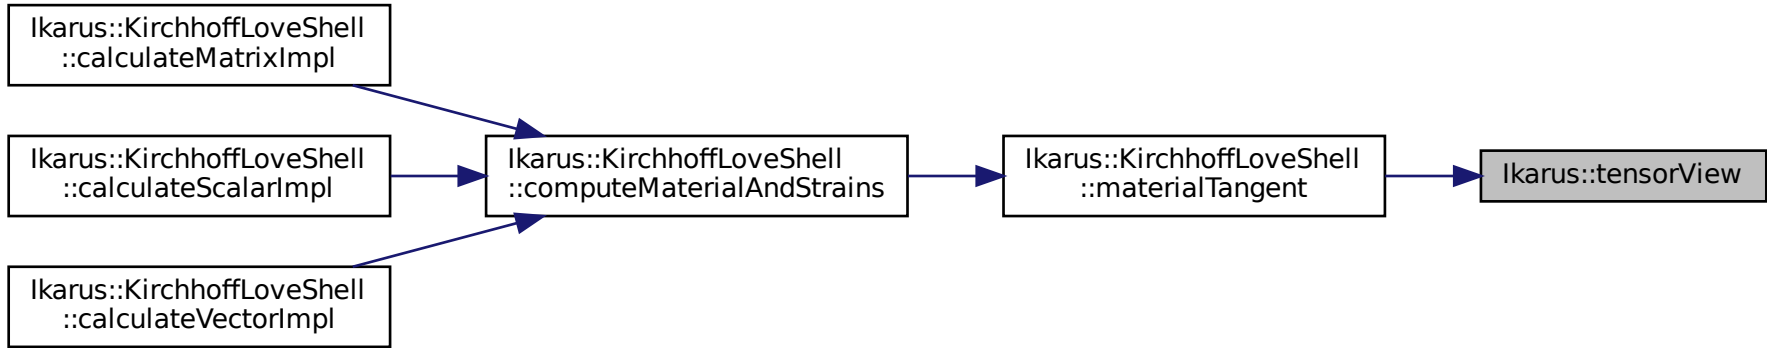 Ikarus::KirchhoffLoveShell
::calculateMatrixImpl
Ikarus::KirchhoffLoveShell
::calculateScalarImpl
Ikarus::KirchhoffLoveShell
::calculateVectorImpl
Ikarus::KirchhoffLoveShell
::computeMaterialAndStrains
Ikarus::KirchhoffLoveShell
::materialTangent
Ikarus::tensorView